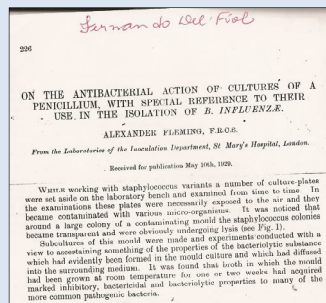 Fernando Del Fiol
226
ON THE ANTIBACTERIAL ACTION OF CULTURES OF A
PENICILLIUM, WITH SPECIAL REFERENCE TO THEIR
USE IN THE ISOLATION OF B. INFLUENZÆ.
ALEXANDER FLEMING, F.R.C.S.
From the Laboratories of the Inoculation Department, St Mary's Hospital, London.
Received for publication May 10th, 1929.
WHILE working with staphylococcus variants a number of culture-plates
were set aside on the laboratory bench and examined from time to time. In
the examinations these plates were necessarily exposed to the air and they
became contaminated with various micro-organisms. It was noticed that
around a large colony of a contaminating mould the staphylococcus colonies
became transparent and were obviously undergoing lysis (see Fig. 1).
Subcultures of this mould were made and experiments conducted with a
view to ascertaining something of the properties of the bacteriolytic substance
which had evidently been formed in the mould culture and which had diffused
into the surrounding medium. It was found that broth in which the mould
had been grown at room temperature for one or two weeks had acquired
marked inhibitory, bactericidal and bacteriolytic properties to many of the
more common pathogenic bacteria.